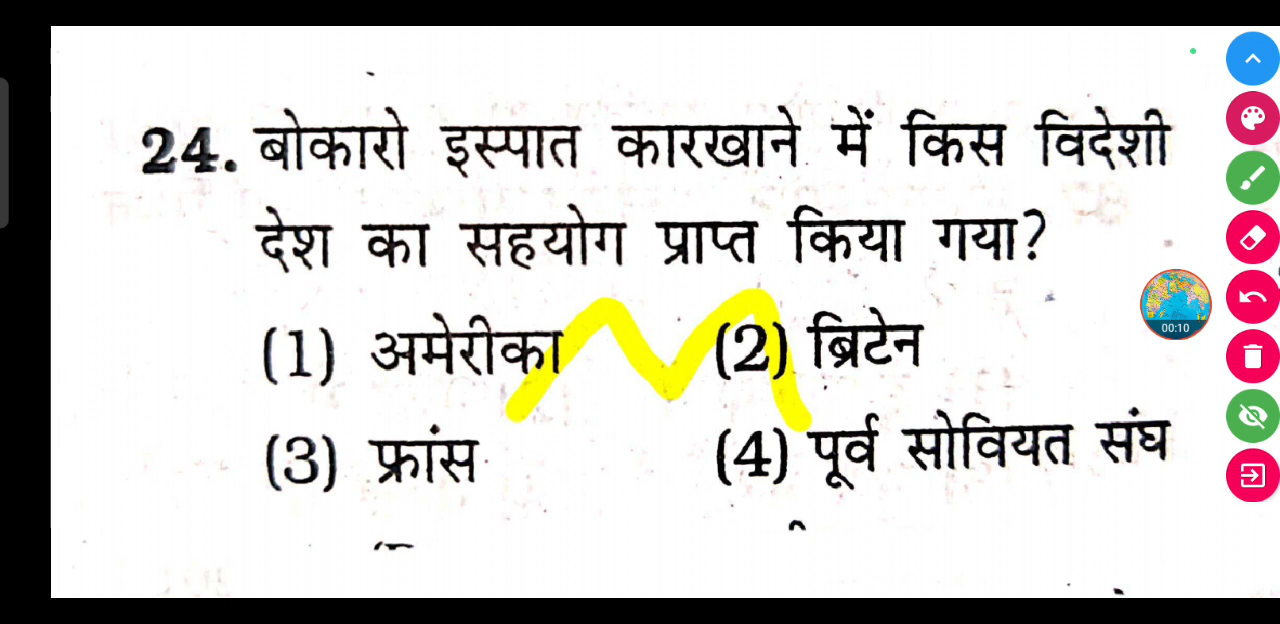 24. बोकारो इस्पात कारखाने में किस विदेशी
देश का सहयोग प्राप्त किया गया?
(1) अमेरीका (2) ब्रिटेन
(3) फ्रांस (4) पूर्व सोवियत संघ
00:10